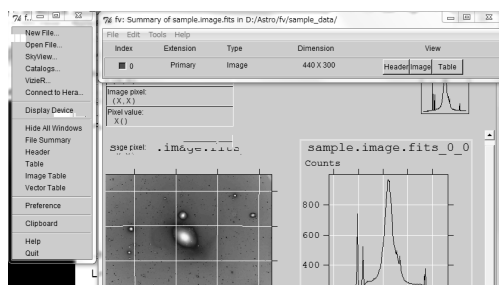 fv: Summary of sample.image.fits in D:/Astro/fv/sample_data/
File Edit Tools Help
Index Extension Type Dimension View
0 Primary Image 440 X 300 Header Image Table
New File...
Open File...
SkyView...
Catalogs...
VizieR...
Connect to Hera...
Display Device
Hide All Windows
File Summary
Header
Table
Image Table
Vector Table
Preference
Clipboard
Help
Quit
Image pixel:
(X,X)
Pixel value:
X ()
sample.image.fits_0_0
Counts
800
600
400